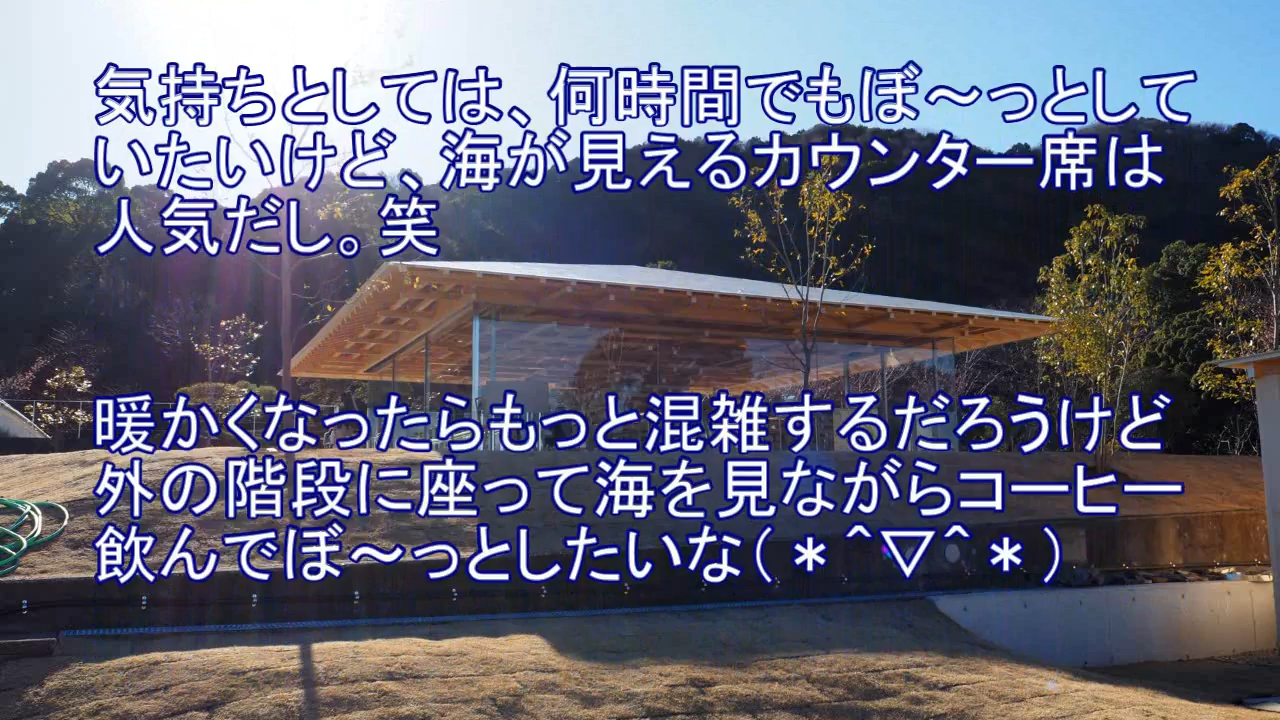 気持ちとしては、何時間でもぼ～っとして
いたいけど、海が見えるカウンター席は
人気だし。笑
暖かくなったらもっと混雑するだろうけど
外の階段に座って海を見ながらコーヒー
飲んでぼ～っとしたいな（＊＾▽＾＊）